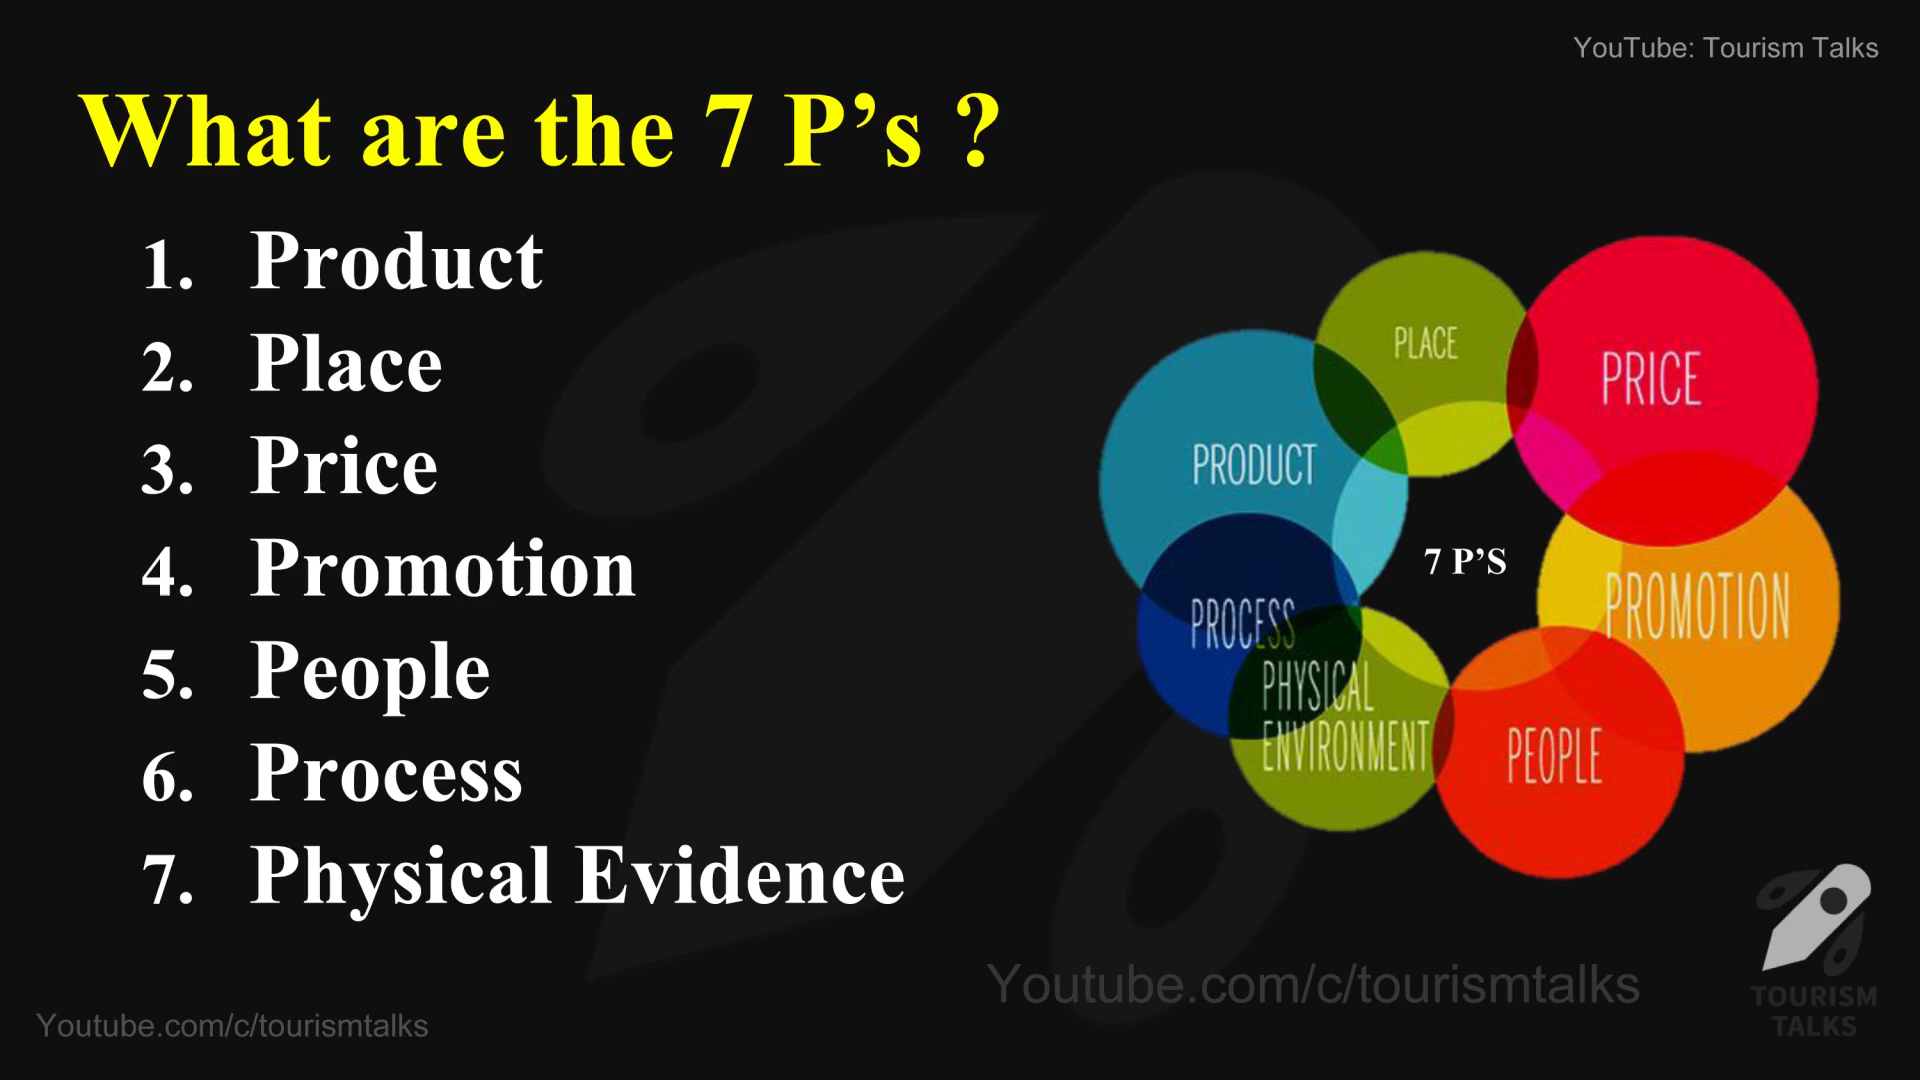 YouTube: Tourism Talks
What are the 7 P’s ?
1. Product
2. Place
3. Price
4. Promotion
5. People
6. Process
7. Physical Evidence
PLACE
PRICE
PRODUCT
7 P’S
PROMOTION
PROCESS
PHYSICAL
ENVIRONMENT
PEOPLE
Youtube.com/c/tourismtalks
TOURISM
TALKS
Youtube.com/c/tourismtalks